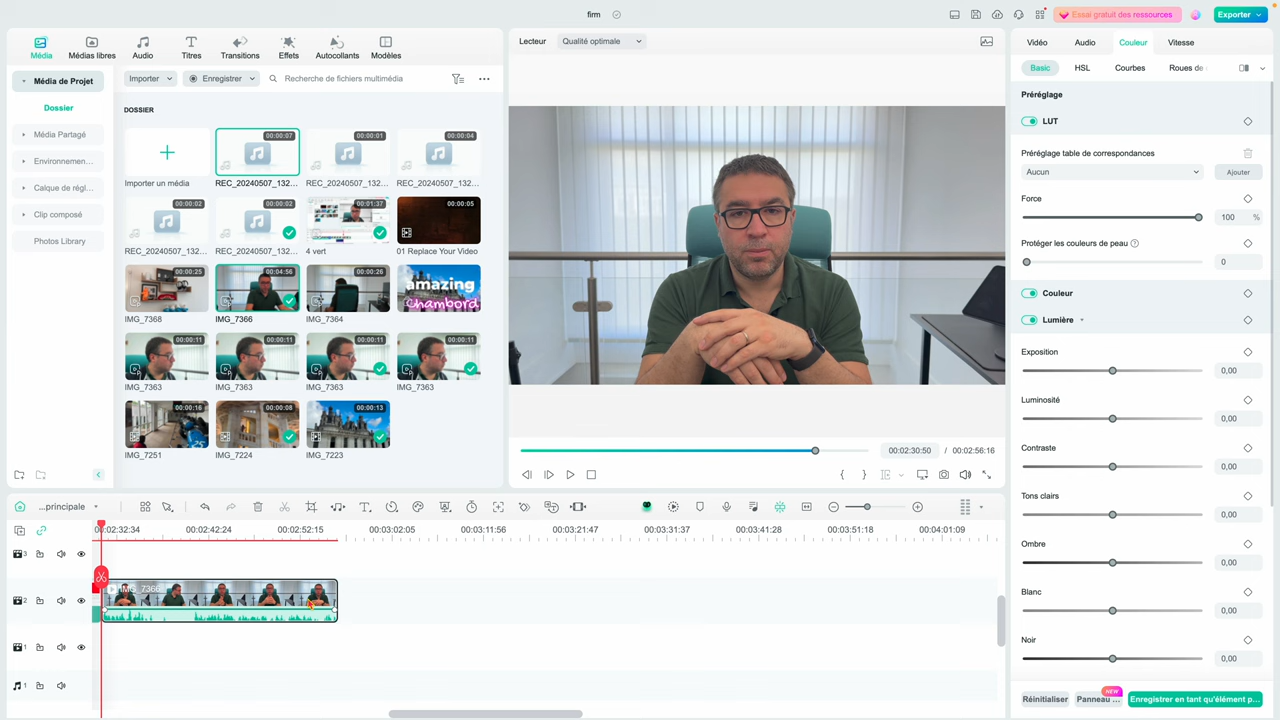 firm
Essai gratuit des ressources
Exporter
Média
Médias libres
Audio
Titres
Transitions
Effets
Autocollants
Modèles
Média de Projet
Dossier
Média Partagé
Environnemen...
Calque de régl...
Clip composé
Photos Library
Importer
Enregistrer
Recherche de fichiers multimédia
DOSSIER
00:00:07
00:00:01
00:00:04
Importer un média
REC_20240507_132...
REC_20240507_132...
REC_20240507_132...
00:00:02
00:00:02
00:01:37
00:00:05
REC_20240507_132...
REC_20240507_132...
4 vert
01 Replace Your Video
00:00:25
00:04:56
00:00:26
amazing
Chambord
IMG_7368
IMG_7366
IMG_7364
00:00:11
00:00:11
00:00:11
00:00:11
IMG_7363
IMG_7363
IMG_7363
IMG_7363
00:00:16
00:00:08
00:00:13
IMG_7251
IMG_7224
IMG_7223
Lecteur
Qualité optimale
00:02:30:50
/ 00:02:56:16
Vidéo
Audio
Couleur
Vitesse
Basic
HSL
Courbes
Roues de
Préréglage
LUT
Préréglage table de correspondances
Aucun
Ajouter
Force
100 %
Protéger les couleurs de peau
0
Couleur
Lumière
Exposition
0,00
Luminosité
0,00
Contraste
0,00
Tons clairs
0,00
Ombre
0,00
Blanc
0,00
Noir
0,00
NEW
Réinitialiser
Panneau ...
Enregistrer en tant qu'élément p...
...principale
00:02:32:34
00:02:42:24
00:02:52:15
00:03:02:05
00:03:11:56
00:03:21:47
00:03:31:37
00:03:41:28
00:03:51:18
00:04:01:09
3
2
IMG_7366
1
1